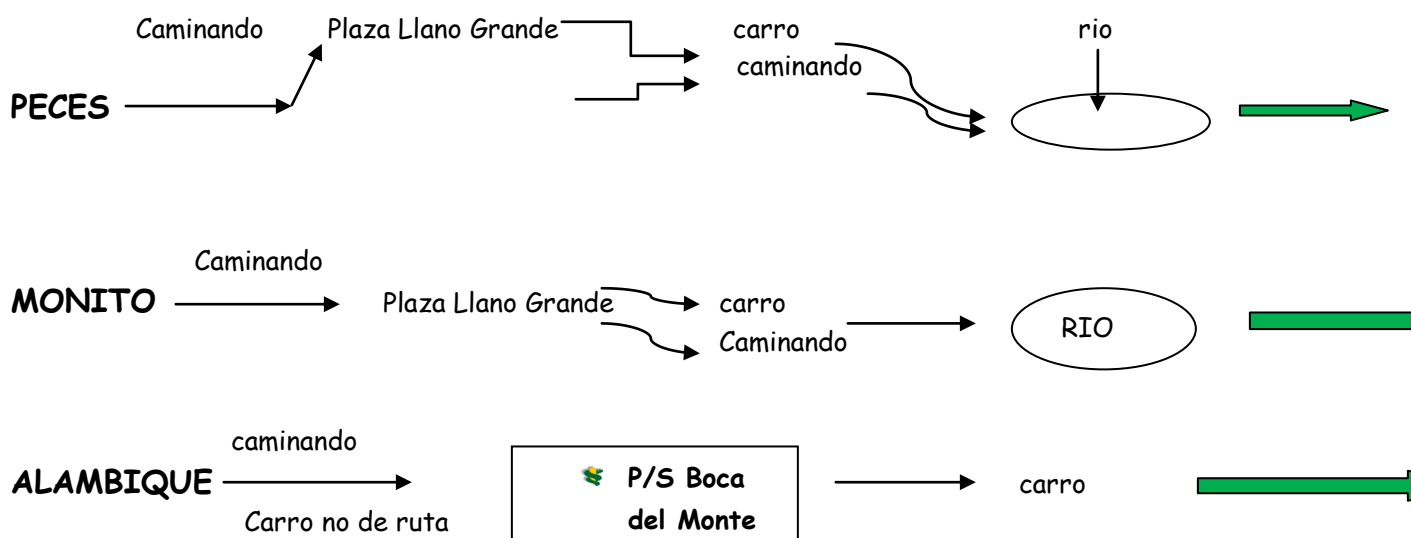 Caminando Plaza Llano Grande carro rio
caminando
PECES
Caminando
MONITO Plaza Llano Grande carro RIO
Caminando
caminando
ALAMBIQUE P/S Boca carro
Carro no de ruta del Monte